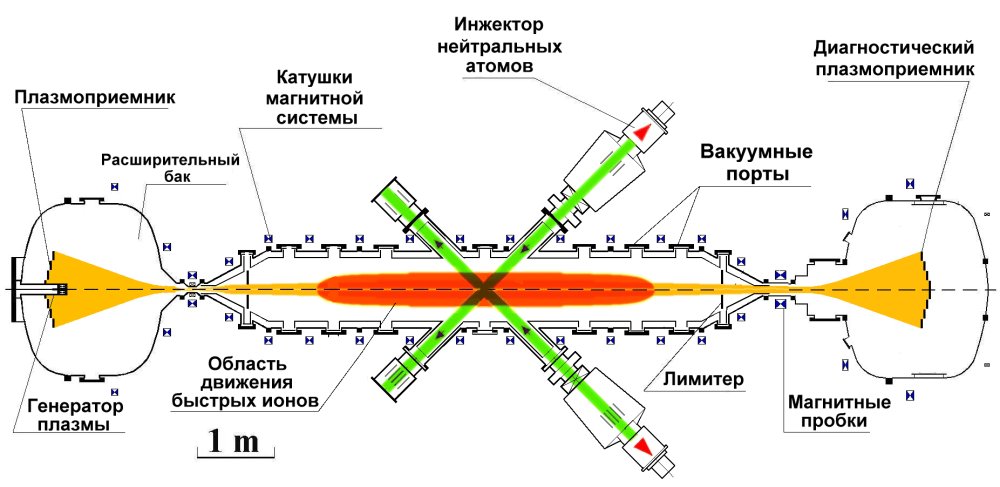 Инжектор
нейтральных
атомов
Диагностический
плазмоприемник
Катушки
магнитной
системы
Плазмоприемник
Расширительный
бак
Вакуумные
порты
Область
движения
быстрых ионов
Лимитер
Генератор
плазмы
Магнитные
пробки
1 m